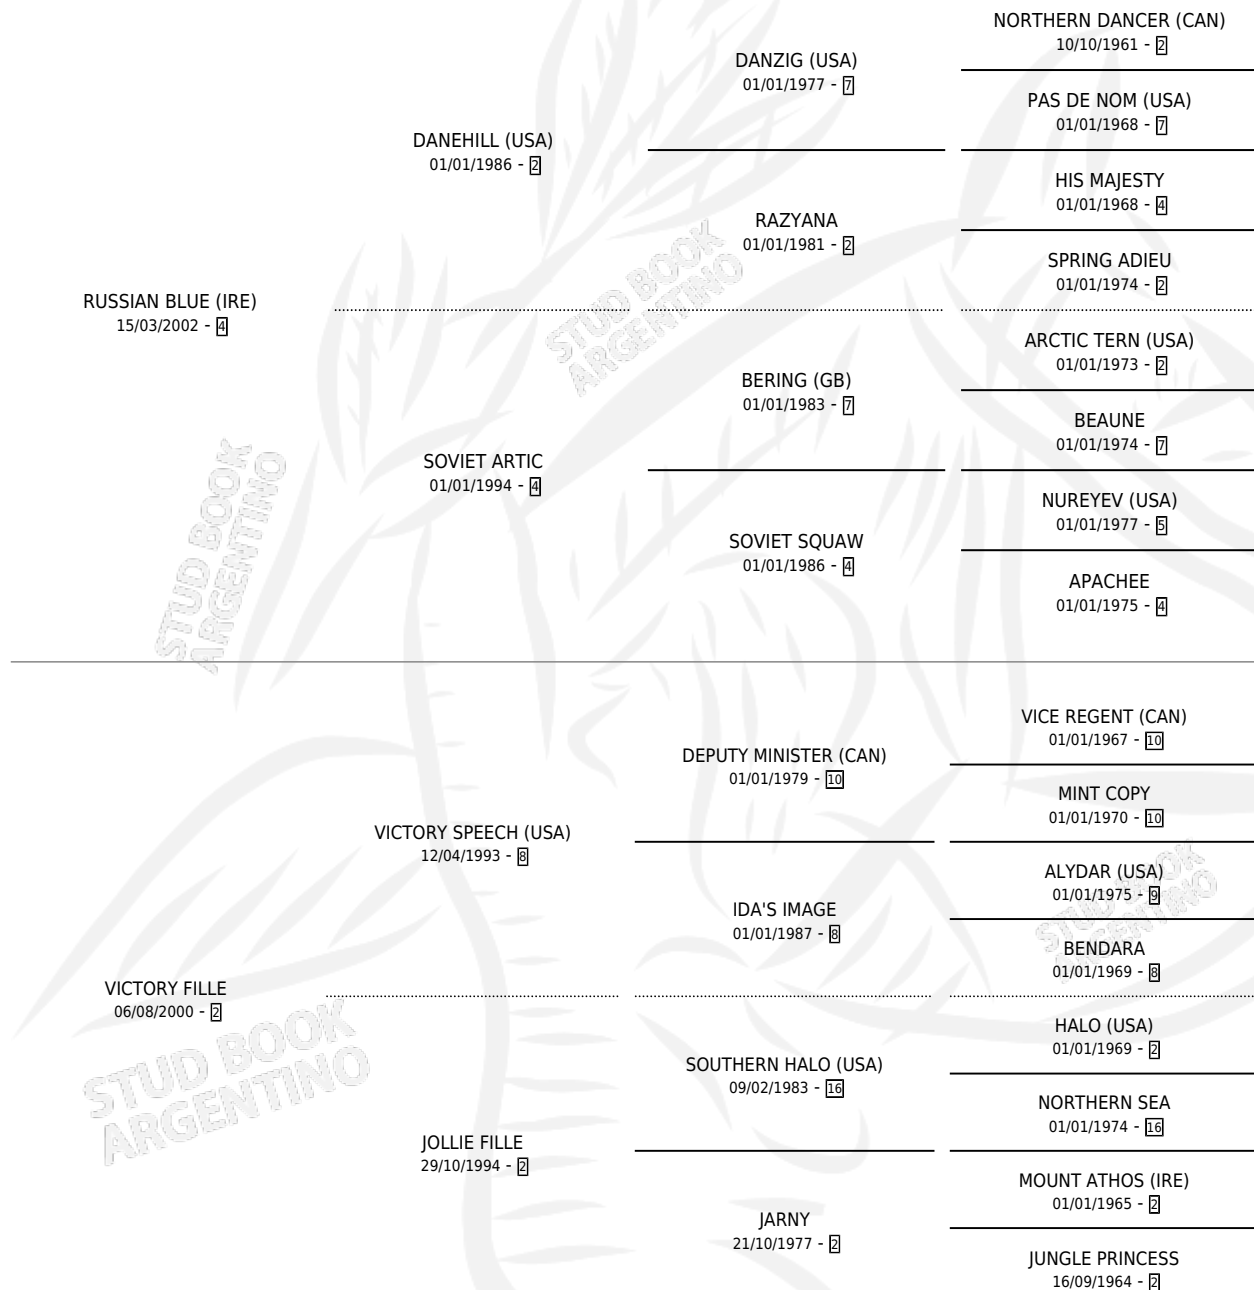 NORTHERN DANCER (CAN)
10/10/1961 - 2
DANZIG (USA)
01/01/1977 - 7
PAS DE NOM (USA)
01/01/1968 - 7
DANEHILL (USA)
01/01/1986 - 2
HIS MAJESTY
01/01/1968 - 4
RAZYANA
01/01/1981 - 2
SPRING ADIEU
01/01/1974 - 2
RUSSIAN BLUE (IRE)
15/03/2002 - 4
STUD BOOK
ARGENTINO
ARCTIC TERN (USA)
01/01/1973 - 2
BERING (GB)
01/01/1983 - 7
BEAUNE
01/01/1974 - 7
SOVIET ARTIC
01/01/1994 - 4
NUREYEV (USA)
01/01/1977 - 5
SOVIET SQUAW
01/01/1986 - 4
APACHEE
01/01/1975 - 4
STUD BOOK
ARGENTINO
VICE REGENT (CAN)
01/01/1967 - 10
DEPUTY MINISTER (CAN)
01/01/1979 - 10
MINT COPY
01/01/1970 - 10
VICTORY SPEECH (USA)
12/04/1993 - 8
ALYDAR (USA)
01/01/1975 - 9
IDA'S IMAGE
01/01/1987 - 8
BENDARA
01/01/1969 - 8
STUD BOOK
ARGENTINO
VICTORY FILLE
06/08/2000 - 2
HALO (USA)
01/01/1969 - 2
SOUTHERN HALO (USA)
09/02/1983 - 16
NORTHERN SEA
01/01/1974 - 16
STUD BOOK
ARGENTINO
JOLLIE FILLE
29/10/1994 - 2
MOUNT ATHOS (IRE)
01/01/1965 - 2
JARNY
21/10/1977 - 2
JUNGLE PRINCESS
16/09/1964 - 2